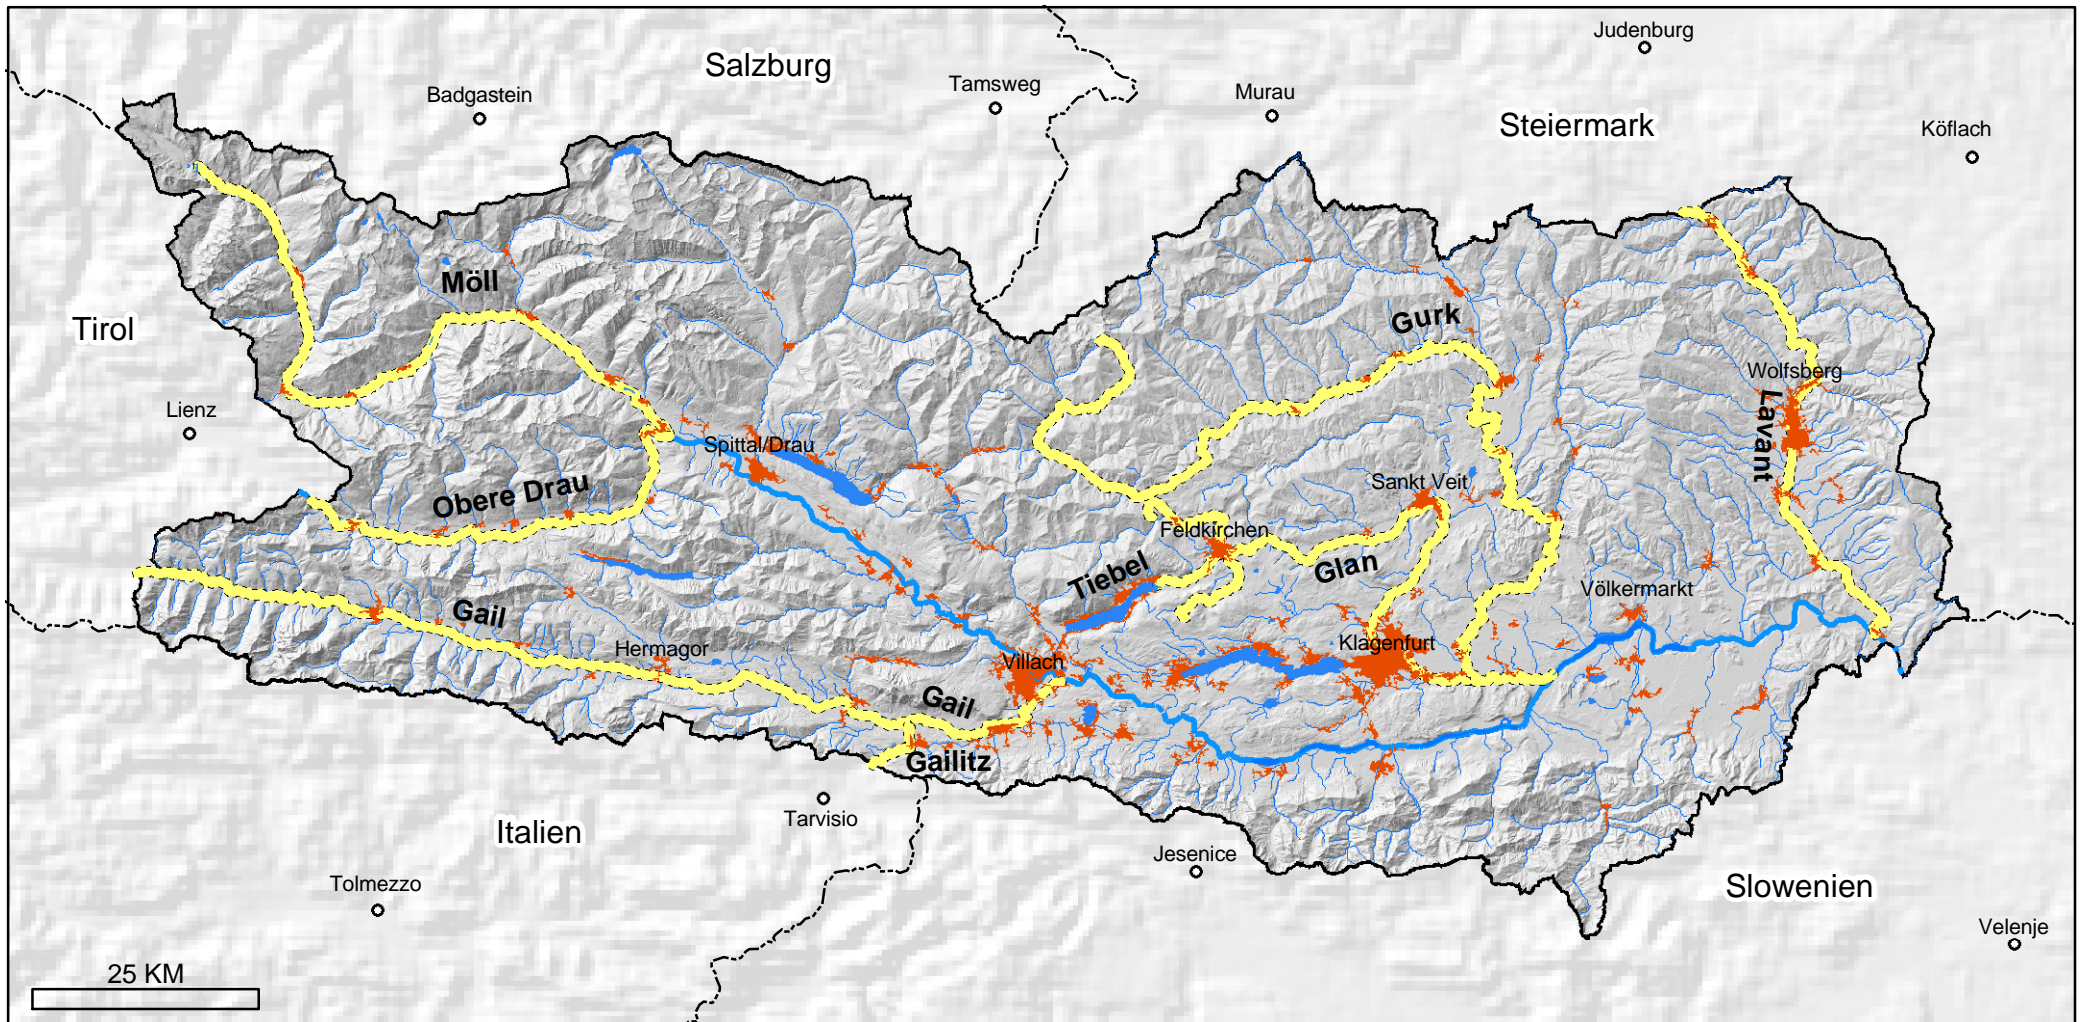 Judenburg
Salzburg
Tamsweg
Badgastein
Murau
Steiermark
Köflach
Möll
Gurk
Tirol
Wolfsberg
Lienz
Lavant
Spittal/Drau
Obere Drau
Sankt Veit
Feldkirchen
Glan
Tiebel
Völkermarkt
Gail
Hermagor
Klagenfurt
Villach
Gail
Gailitz
Italien
Tarvisio
Jesenice
Tolmezzo
Slowenien
Velenje
25 KM